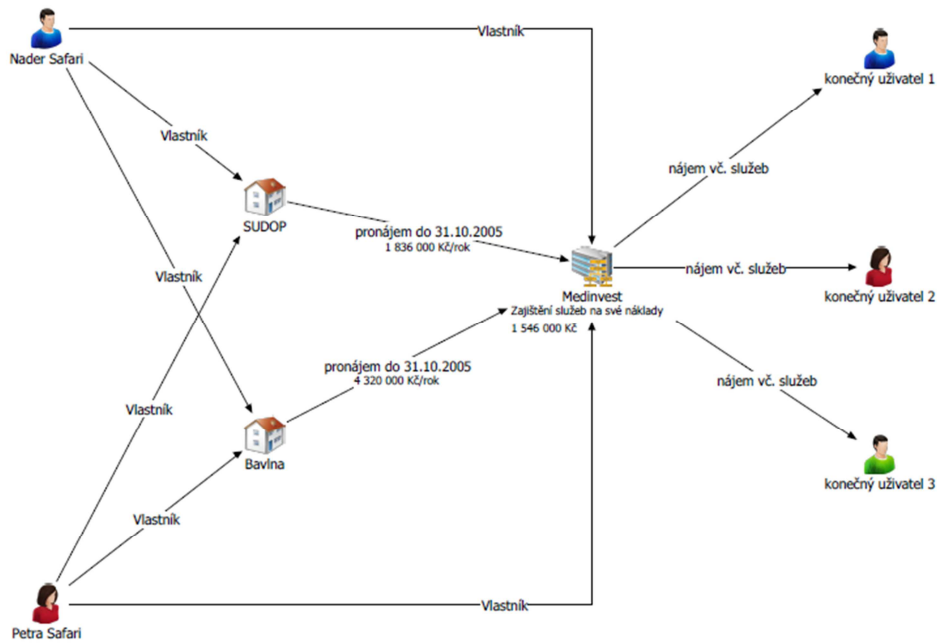 Vlastník
Nader Safari
konečný uživatel 1
Vlastník
nájem vč. služeb
SUDOP
pronájem do 31.10.2005
1 836 000 Kč/rok
Vlastník
nájem vč. služeb
Medinvest
konečný uživatel 2
Zajištění služeb na své náklady
1 546 000 Kč
pronájem do 31.10.2005
4 320 000 Kč/rok
nájem vč. služeb
Vlastník
Bavlna
konečný uživatel 3
Vlastník
Vlastník
Petra Safari